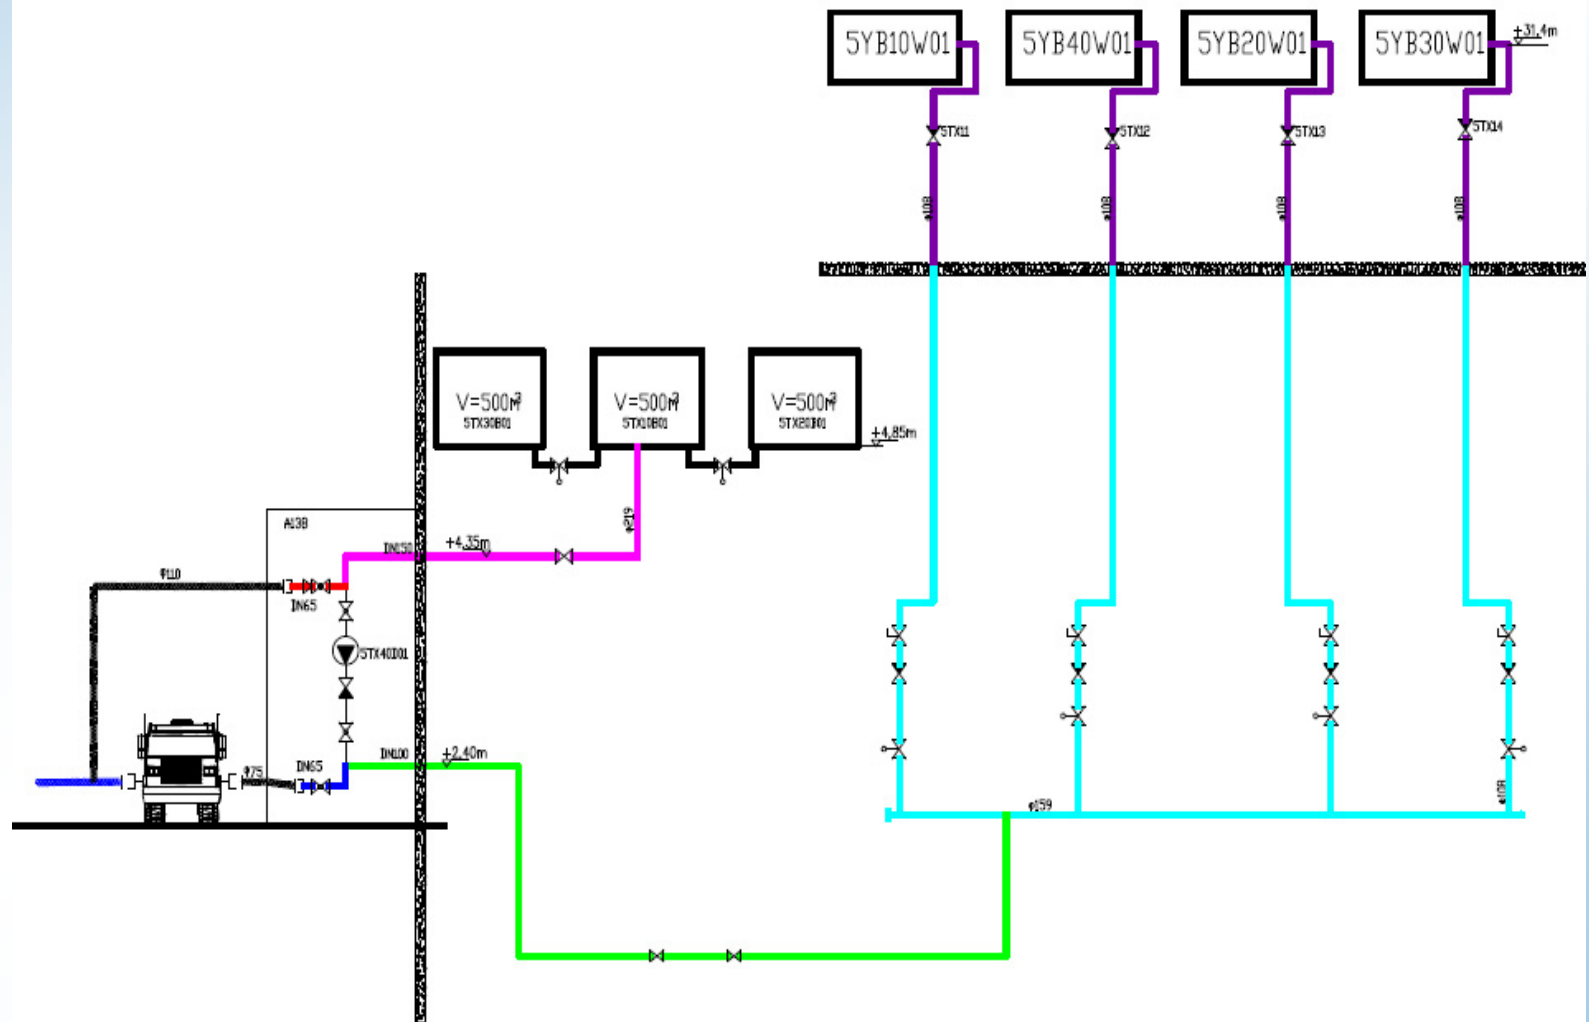 5YB10W01
5YB40W01
5YB20W01
5YB30W01
+31,4m
5TX11
5TX12
5TX13
5TX14
φ108
φ108
φ108
φ108
V=500m³
5TX30B01
V=500m³
5TX10B01
V=500m³
5TX20B01
+4,85m
A13B
DN150
+4,35m
φ219
φ110
DN65
5TX40D01
DN100
+2,40m
φ75
DN65
φ159
φ108